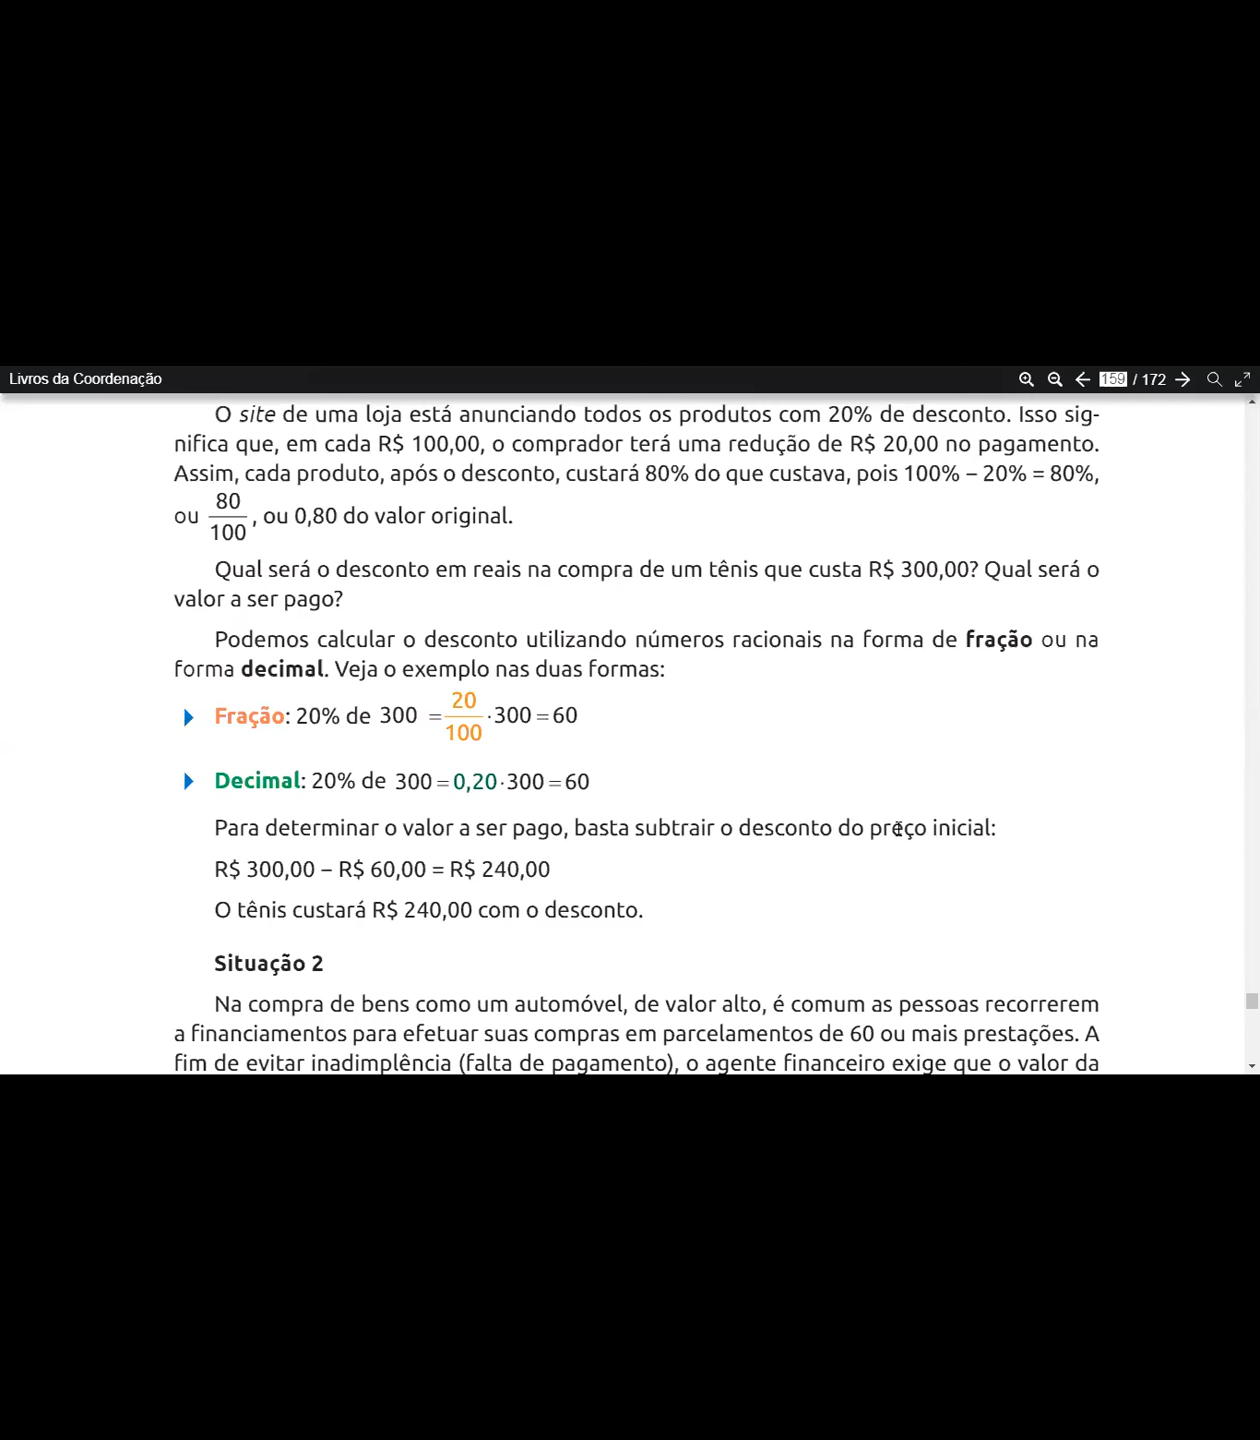 Livros da Coordenação
159 / 172
O site de uma loja está anunciando todos os produtos com 20% de desconto. Isso sig-
nifica que, em cada R$ 100,00, o comprador terá uma redução de R$ 20,00 no pagamento.
Assim, cada produto, após o desconto, custará 80% do que custava, pois 100% – 20% = 80%,
ou 80/100, ou 0,80 do valor original.
Qual será o desconto em reais na compra de um tênis que custa R$ 300,00? Qual será o
valor a ser pago?
Podemos calcular o desconto utilizando números racionais na forma de fração ou na
forma decimal. Veja o exemplo nas duas formas:
Fração: 20% de 300 = 20/100 · 300 = 60
Decimal: 20% de 300 = 0,20 · 300 = 60
Para determinar o valor a ser pago, basta subtrair o desconto do preço inicial:
R$ 300,00 – R$ 60,00 = R$ 240,00
O tênis custará R$ 240,00 com o desconto.
Situação 2
Na compra de bens como um automóvel, de valor alto, é comum as pessoas recorrerem
a financiamentos para efetuar suas compras em parcelamentos de 60 ou mais prestações. A
fim de evitar inadimplência (falta de pagamento), o agente financeiro exige que o valor da